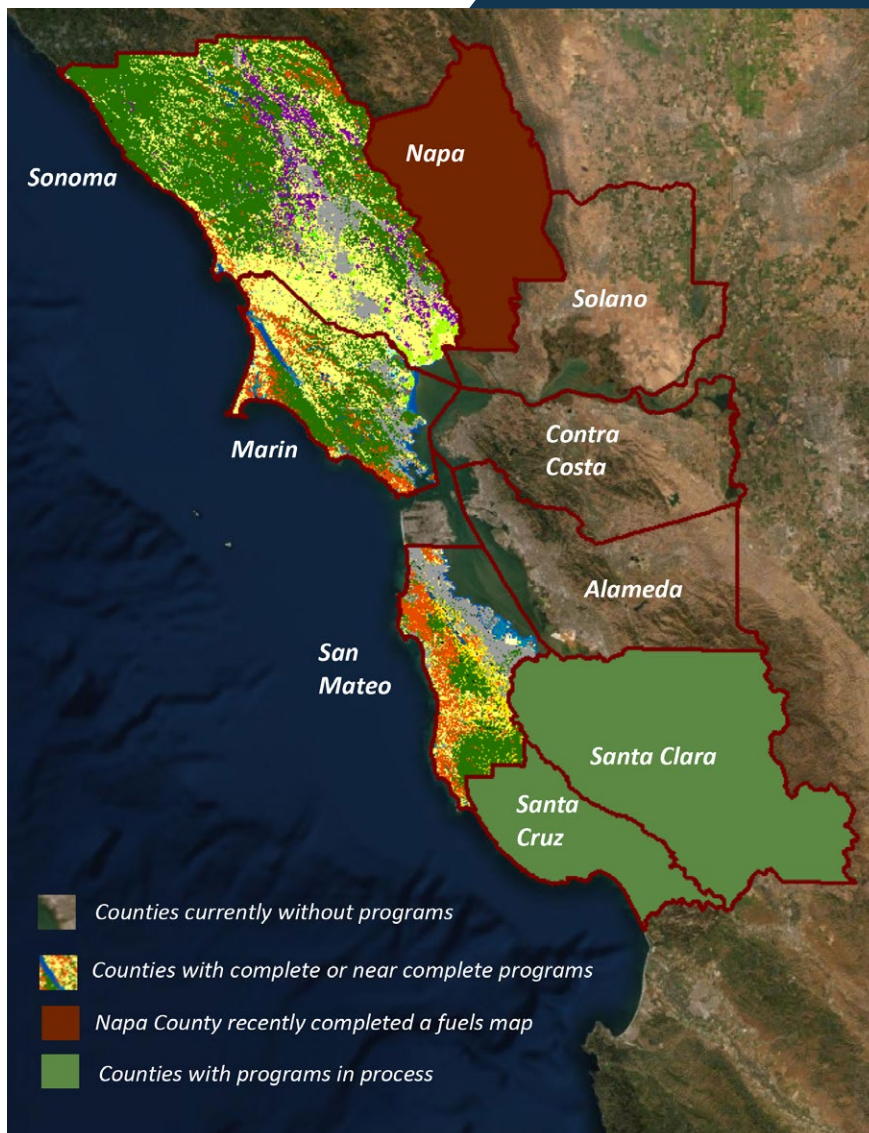 Napa
Sonoma
Solano
Contra
Costa
Marin
Alameda
San
Mateo
Santa Clara
Santa
Cruz
Counties currently without programs
Counties with complete or near complete programs
Napa County recently completed a fuels map
Counties with programs in process